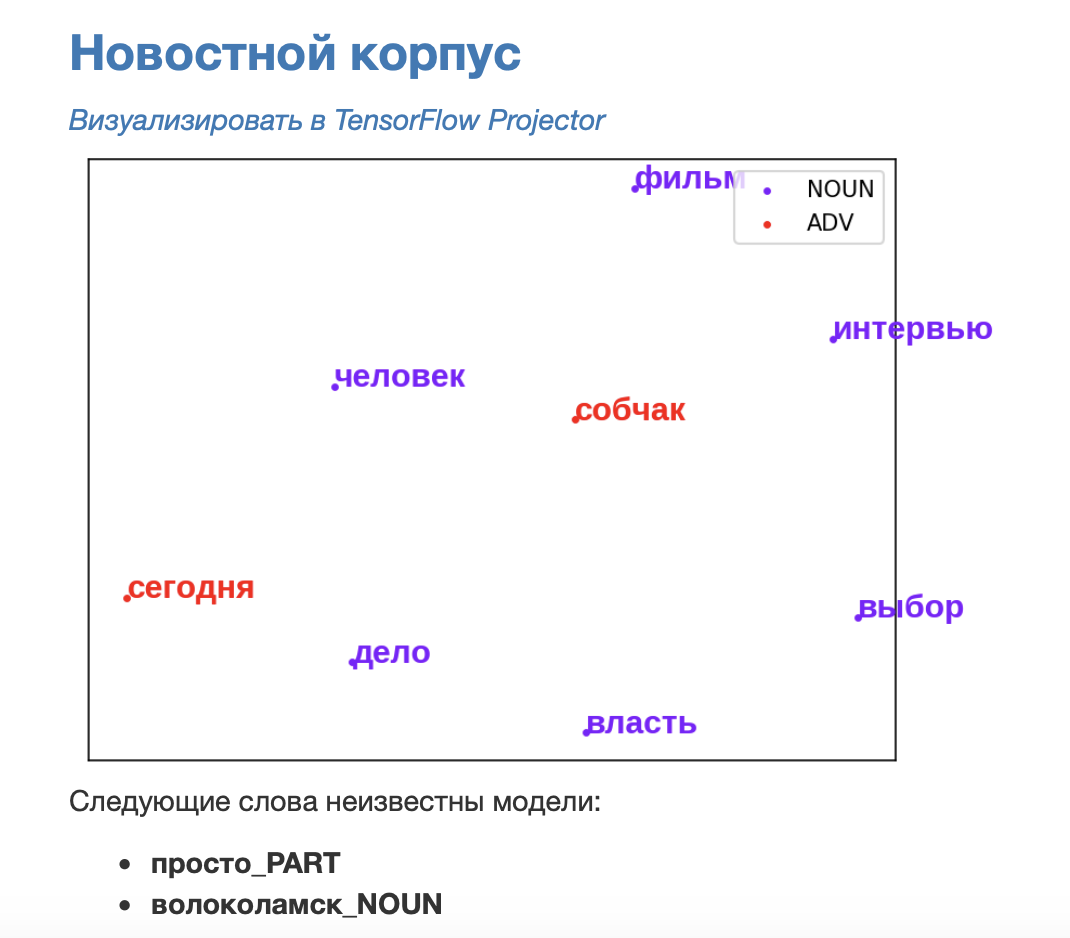 Новостной корпус
Визуализировать в TensorFlow Projector
фильм
NOUN
ADV
интервью
человек
собчак
сегодня
выбор
дело
власть
Следующие слова неизвестны модели:
• просто_PART
• волоколамск_NOUN